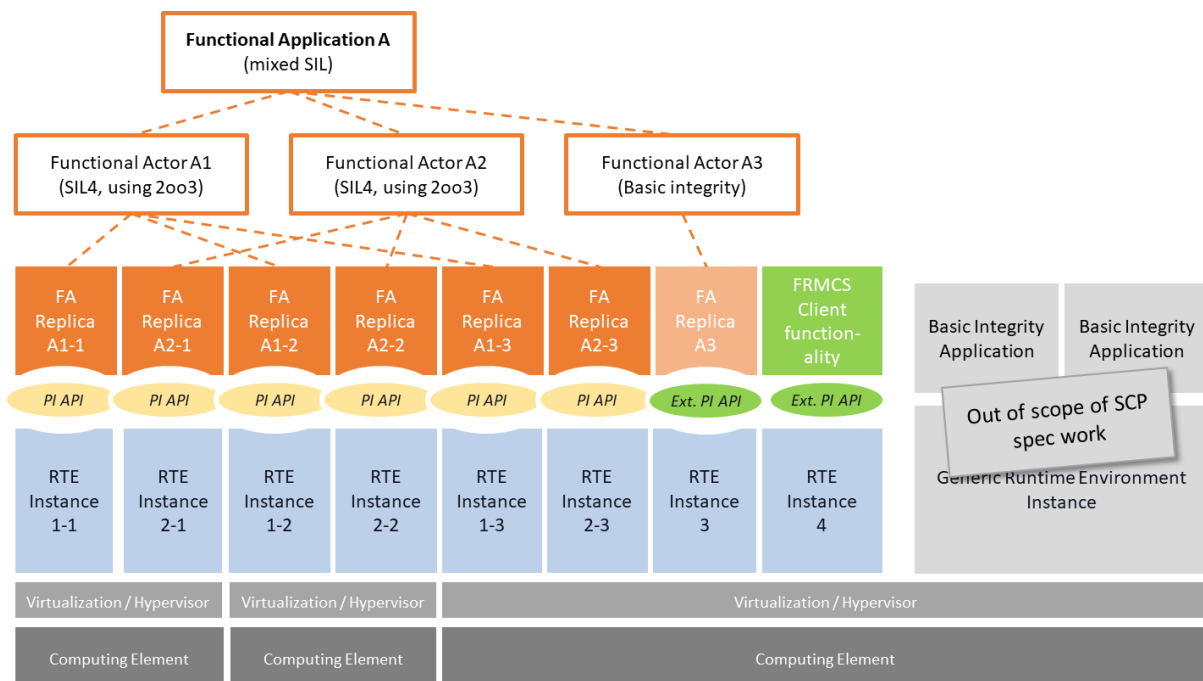 Functional Application A
(mixed SIL)
Functional Actor A1
(SIL4, using 2oo3)
Functional Actor A2
(SIL4, using 2oo3)
Functional Actor A3
(Basic integrity)
FA
Replica
A1-1
FA
Replica
A2-1
FA
Replica
A1-2
FA
Replica
A2-2
FA
Replica
A1-3
FA
Replica
A2-3
FA
Replica
A3
FRMCS
Client
function-
ality
Basic Integrity
Application
Basic Integrity
Application
PI API
PI API
PI API
PI API
PI API
PI API
Ext. PI API
Ext. PI API
Out of scope of SCP
spec work
RTE
Instance
1-1
RTE
Instance
2-1
RTE
Instance
1-2
RTE
Instance
2-2
RTE
Instance
1-3
RTE
Instance
2-3
RTE
Instance
3
RTE
Instance
4
Generic Runtime Environment
Instance
Virtualization / Hypervisor
Virtualization / Hypervisor
Virtualization / Hypervisor
Computing Element
Computing Element
Computing Element